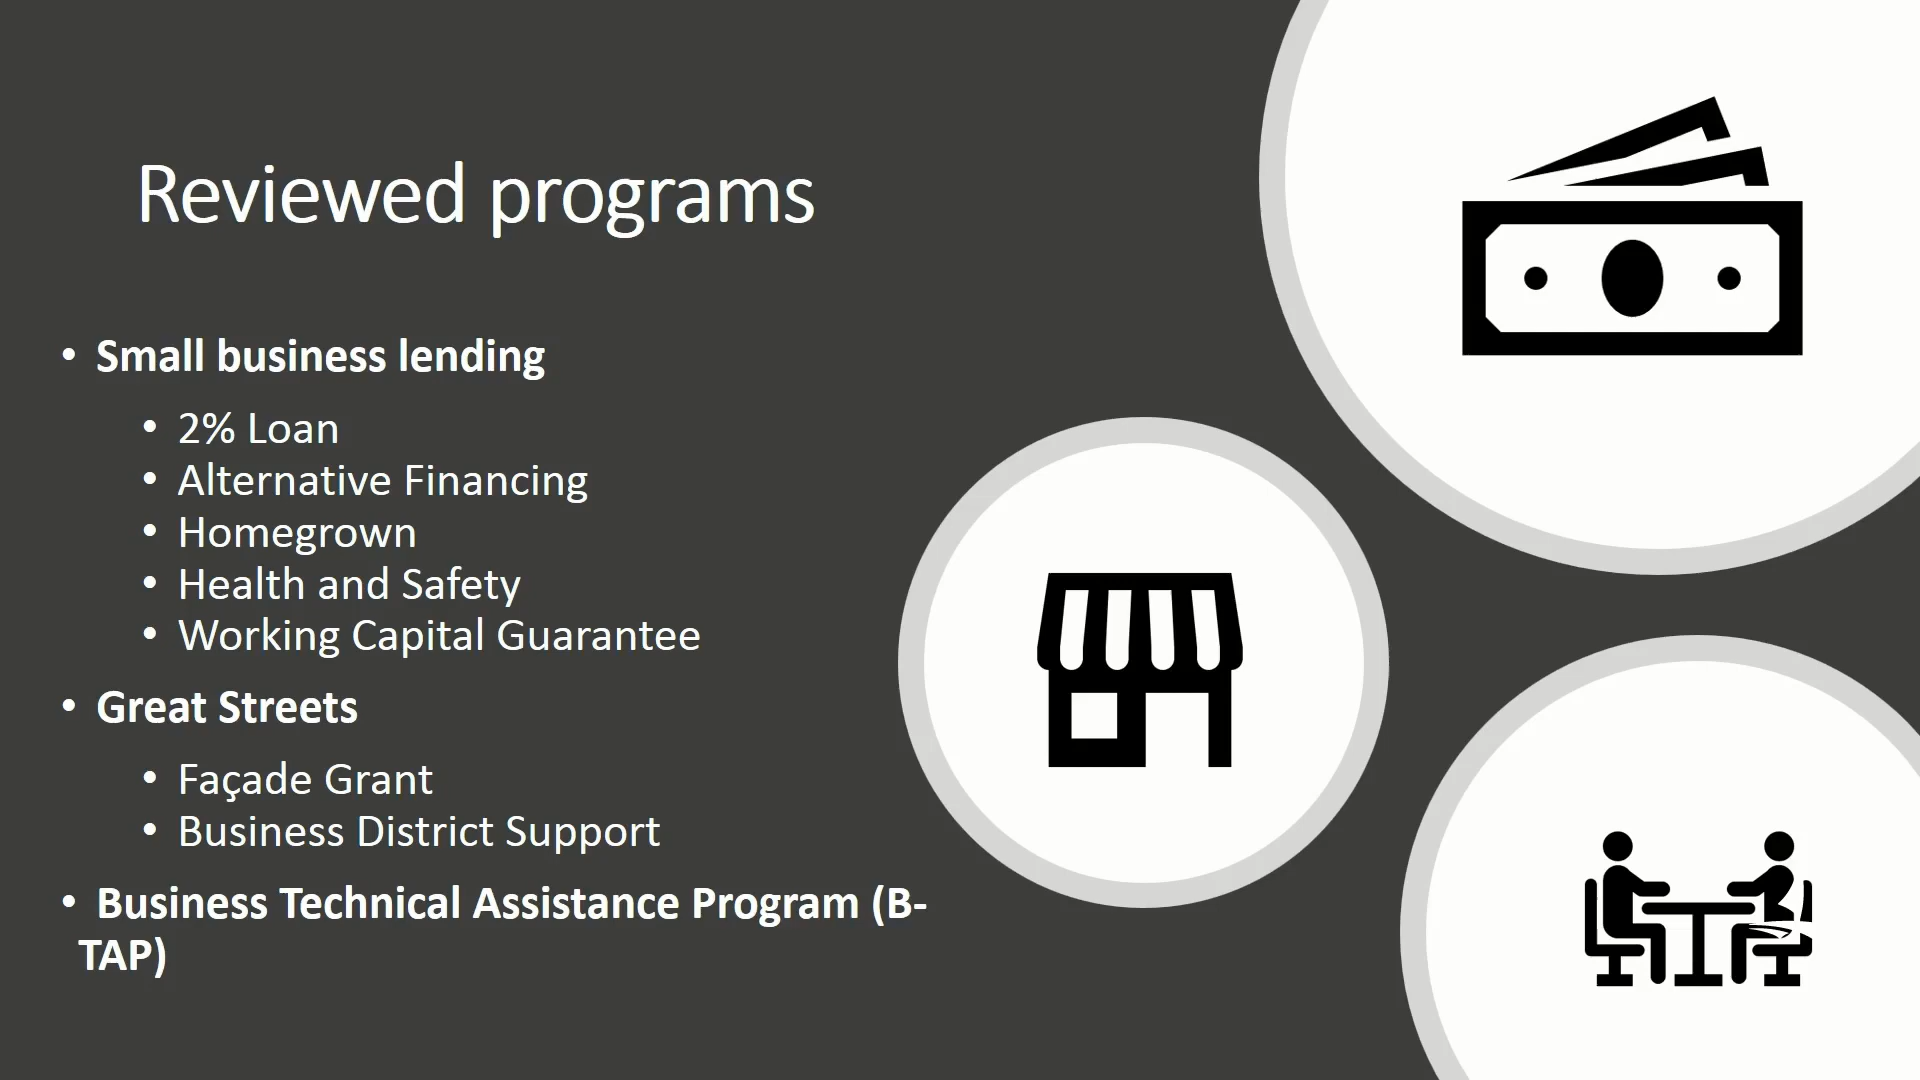 Reviewed programs
• Small business lending
• 2% Loan
• Alternative Financing
• Homegrown
• Health and Safety
• Working Capital Guarantee
• Great Streets
• Façade Grant
• Business District Support
• Business Technical Assistance Program (B-
TAP)